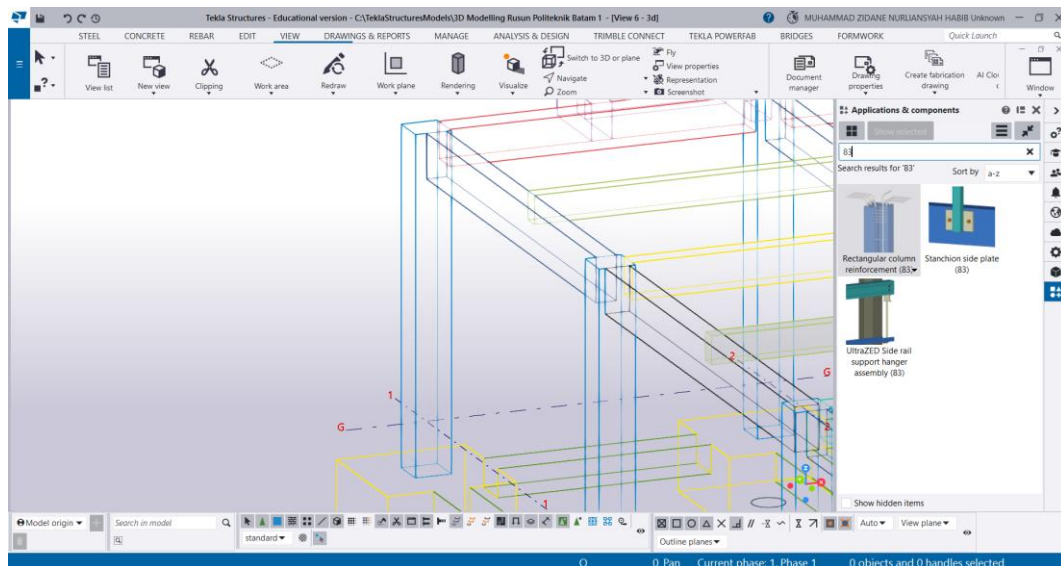 Tekla Structures - Educational version - C:\TeklaStructuresModels\3D Modelling Rusun Politeknik Batam 1 - [View 6 - 3d]
MUHAMMAD ZIDANE NURLIANSYAH HABIB Unknown
STEEL CONCRETE REBAR EDIT VIEW DRAWINGS & REPORTS MANAGE ANALYSIS & DESIGN TRIMBLE CONNECT TEKLA POWERFAB BRIDGES FORMWORK Quick Launch
View list
New view
Clipping
Work area
Redraw
Work plane
Rendering
Visualize
Switch to 3D or plane
Navigate
Zoom
Fly
View properties
Representation
Screenshot
Document
manager
Drawing
properties
Create fabrication
drawing
AI Clo
Window
Applications & components
Show selected
83
Search results for '83'
Sort by a-z
Rectangular column
reinforcement (83)
Stanchion side plate
(83)
UltraZED Side rail
support hanger
assembly (83)
Show hidden items
2
G
2
1
G
1
Z
Model origin
Search in model
standard
Auto
View plane
Outline planes
O 0 Pan Current phase: 1, Phase 1 0 objects and 0 handles selected